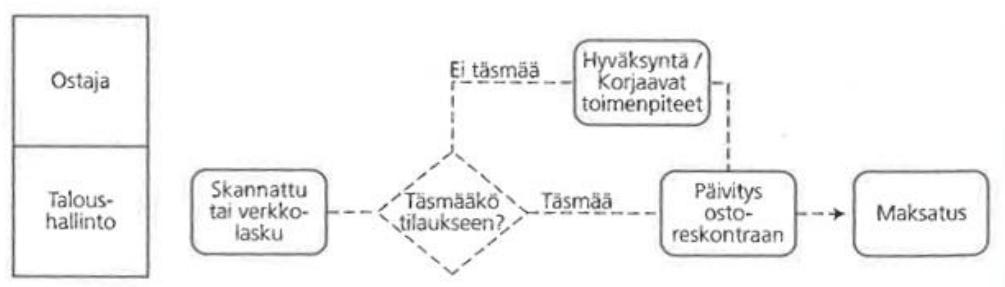 Ostaja
Talous-
hallinto
Skannattu
tai verkko-
lasku
Täsmääkö
tilaukseen?
Ei täsmää
Hyväksyntä /
Korjaavat
toimenpiteet
Täsmää
Päivitys
osto-
reskontraan
Maksatus